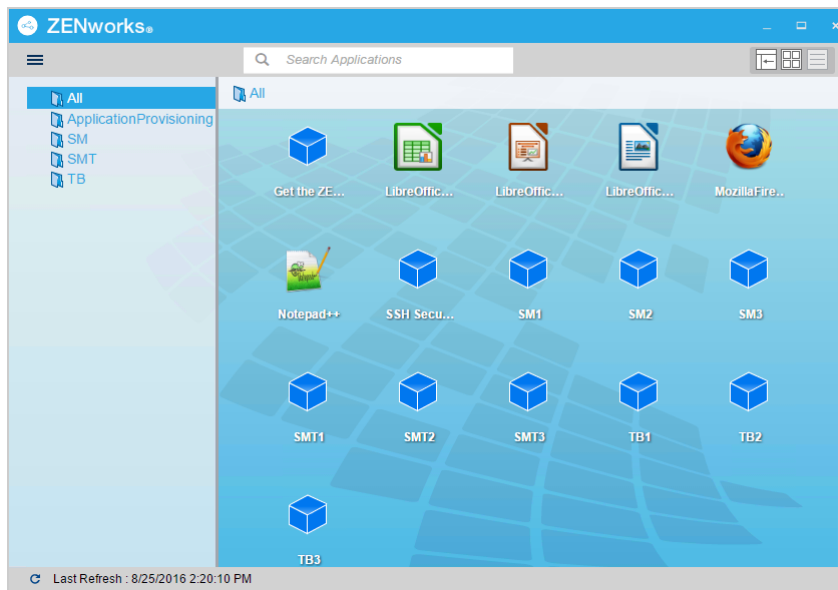 ZENworks®
Search Applications
All
ApplicationProvisioning
SM
SMT
TB
All
Get the ZE...
LibreOffic...
LibreOffic...
LibreOffic...
MozillaFire..
Notepad++
SSH Secu...
SM1
SM2
SM3
SMT1
SMT2
SMT3
TB1
TB2
TB3
Last Refresh : 8/25/2016 2:20:10 PM